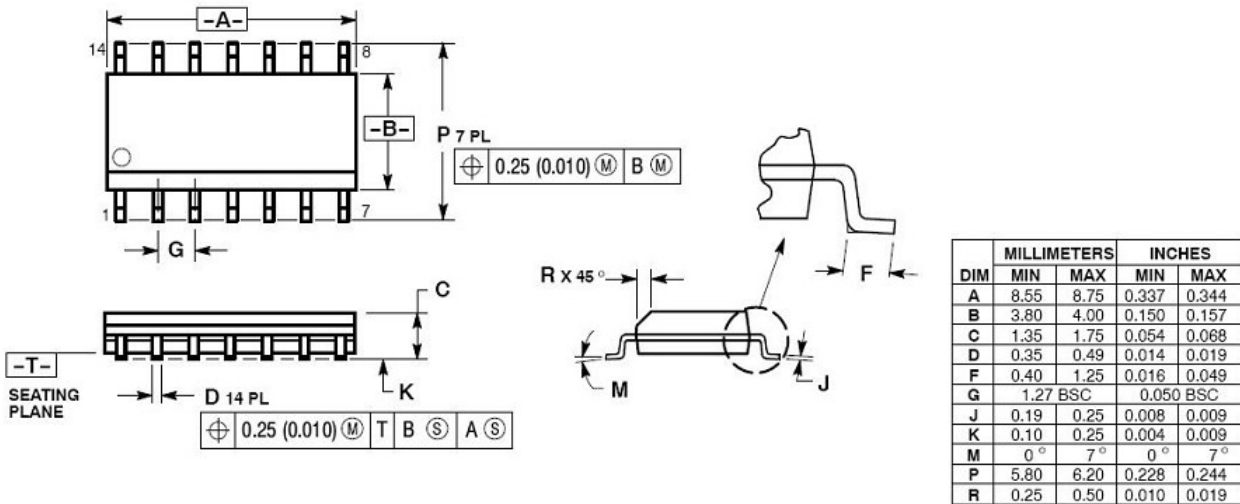 -A-
14 8
-B-
P 7 PL
⌖ 0.25 (0.010) Ⓜ B Ⓜ
1 7
G
C
-T-
SEATING
PLANE
D 14 PL
K
⌖ 0.25 (0.010) Ⓜ T B Ⓢ A Ⓢ
R X 45°
M
J
F
MILLIMETERS INCHES
DIM MIN MAX MIN MAX
A 8.55 8.75 0.337 0.344
B 3.80 4.00 0.150 0.157
C 1.35 1.75 0.054 0.068
D 0.35 0.49 0.014 0.019
F 0.40 1.25 0.016 0.049
G 1.27 BSC 0.050 BSC
J 0.19 0.25 0.008 0.009
K 0.10 0.25 0.004 0.009
M 0° 7° 0° 7°
P 5.80 6.20 0.228 0.244
R 0.25 0.50 0.010 0.019